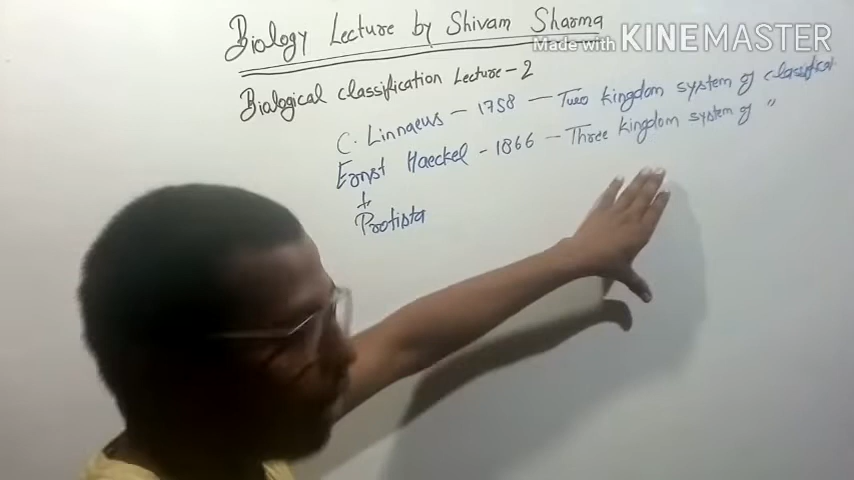 Biology Lecture by Shivam Sharma
Made with KINEMASTER
Biological classification Lecture-2
C. Linnaeus - 1758 - Two kingdom system of classificat
Ernst Haeckel - 1866 - Three kingdom system of "
+
Protista